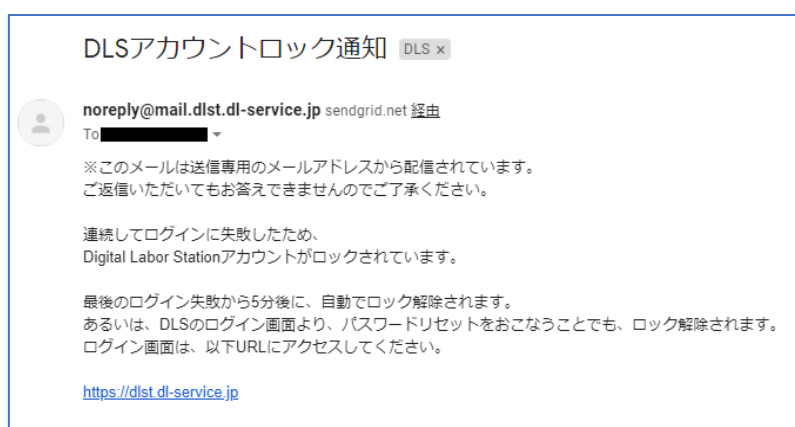 DLSアカウントロック通知 DLS ×
noreply@mail.dlst.dl-service.jp sendgrid.net 経由
To
※このメールは送信専用のメールアドレスから配信されています。
ご返信いただいてもお答えできませんのでご了承ください。
連続してログインに失敗したため、
Digital Labor Stationアカウントがロックされています。
最後のログイン失敗から5分後に、自動でロック解除されます。
あるいは、DLSのログイン画面より、パスワードリセットをおこなうことでも、ロック解除されます。
ログイン画面は、以下URLにアクセスしてください。
https://dlst.dl-service.jp